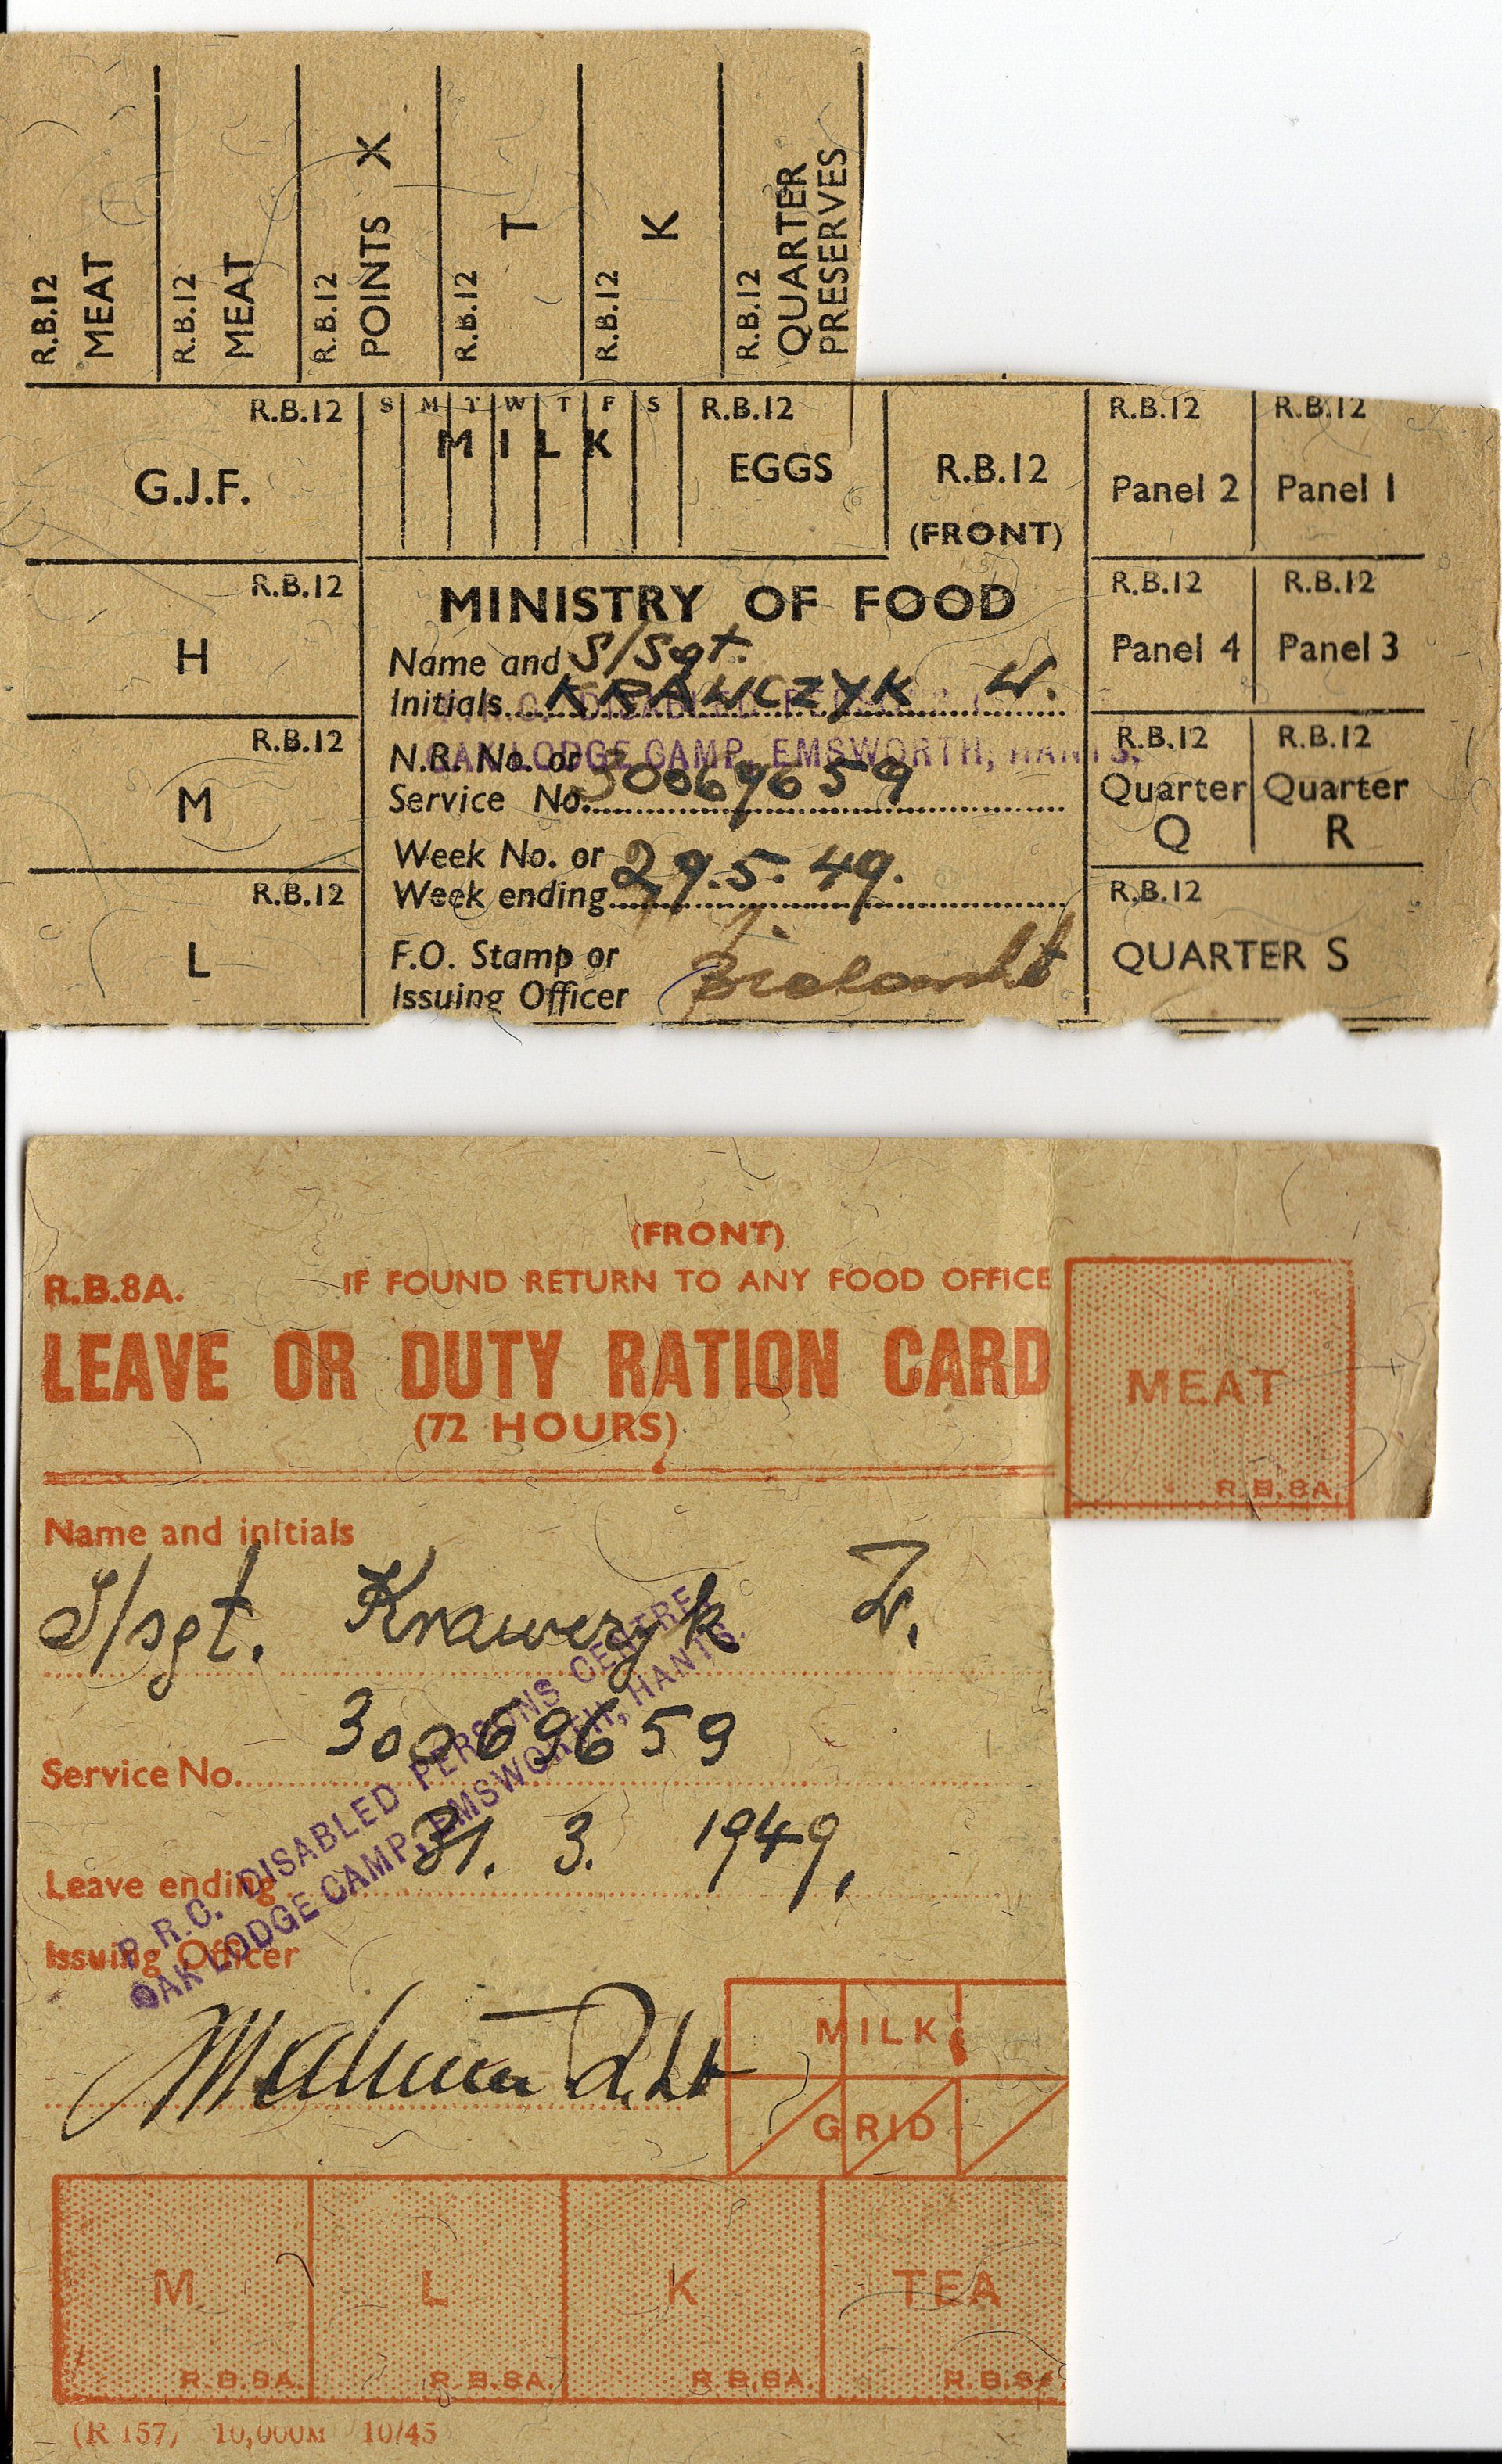 R.B.12 MEAT
R.B.12 MEAT
R.B.12 POINTS X
R.B.12 T
R.B.12 K
R.B.12 QUARTER PRESERVES
R.B.12
G.J.F.
S M T W T F S
MILK
R.B.12
EGGS
R.B.12
(FRONT)
R.B.12
Panel 2
R.B.12
Panel 1
R.B.12
H
MINISTRY OF FOOD
R.B.12
Panel 4
R.B.12
Panel 3
Name and S/Sgt.
Initials KRAWCZYK W.
OAK LODGE CAMP, EMSWORTH, HANTS,
R.B.12
M
N.R. No. or
Service No. 30069659
R.B.12
Quarter
Q
R.B.12
Quarter
R
Week No. or
Week ending 29.5.49.
R.B.12
L
F.O. Stamp or
Issuing Officer
R.B.12
QUARTER S
(FRONT)
R.B.8A. IF FOUND RETURN TO ANY FOOD OFFICE
LEAVE OR DUTY RATION CARD
(72 HOURS)
MEAT
R.B.8A.
Name and initials
S/sgt. Krawczyk W.
Service No. 30069659
Leave ending 31. 3. 1949,
P.R.C. DISABLED PERSONS CENTRE,
OAK LODGE CAMP, EMSWORTH, HANTS.
Issuing Officer
MILK
GRID
M
R.B.8A.
L
R.B.8A.
K
R.B.8A.
TEA
R.B.8A
(R 157) 10,000M 10/45